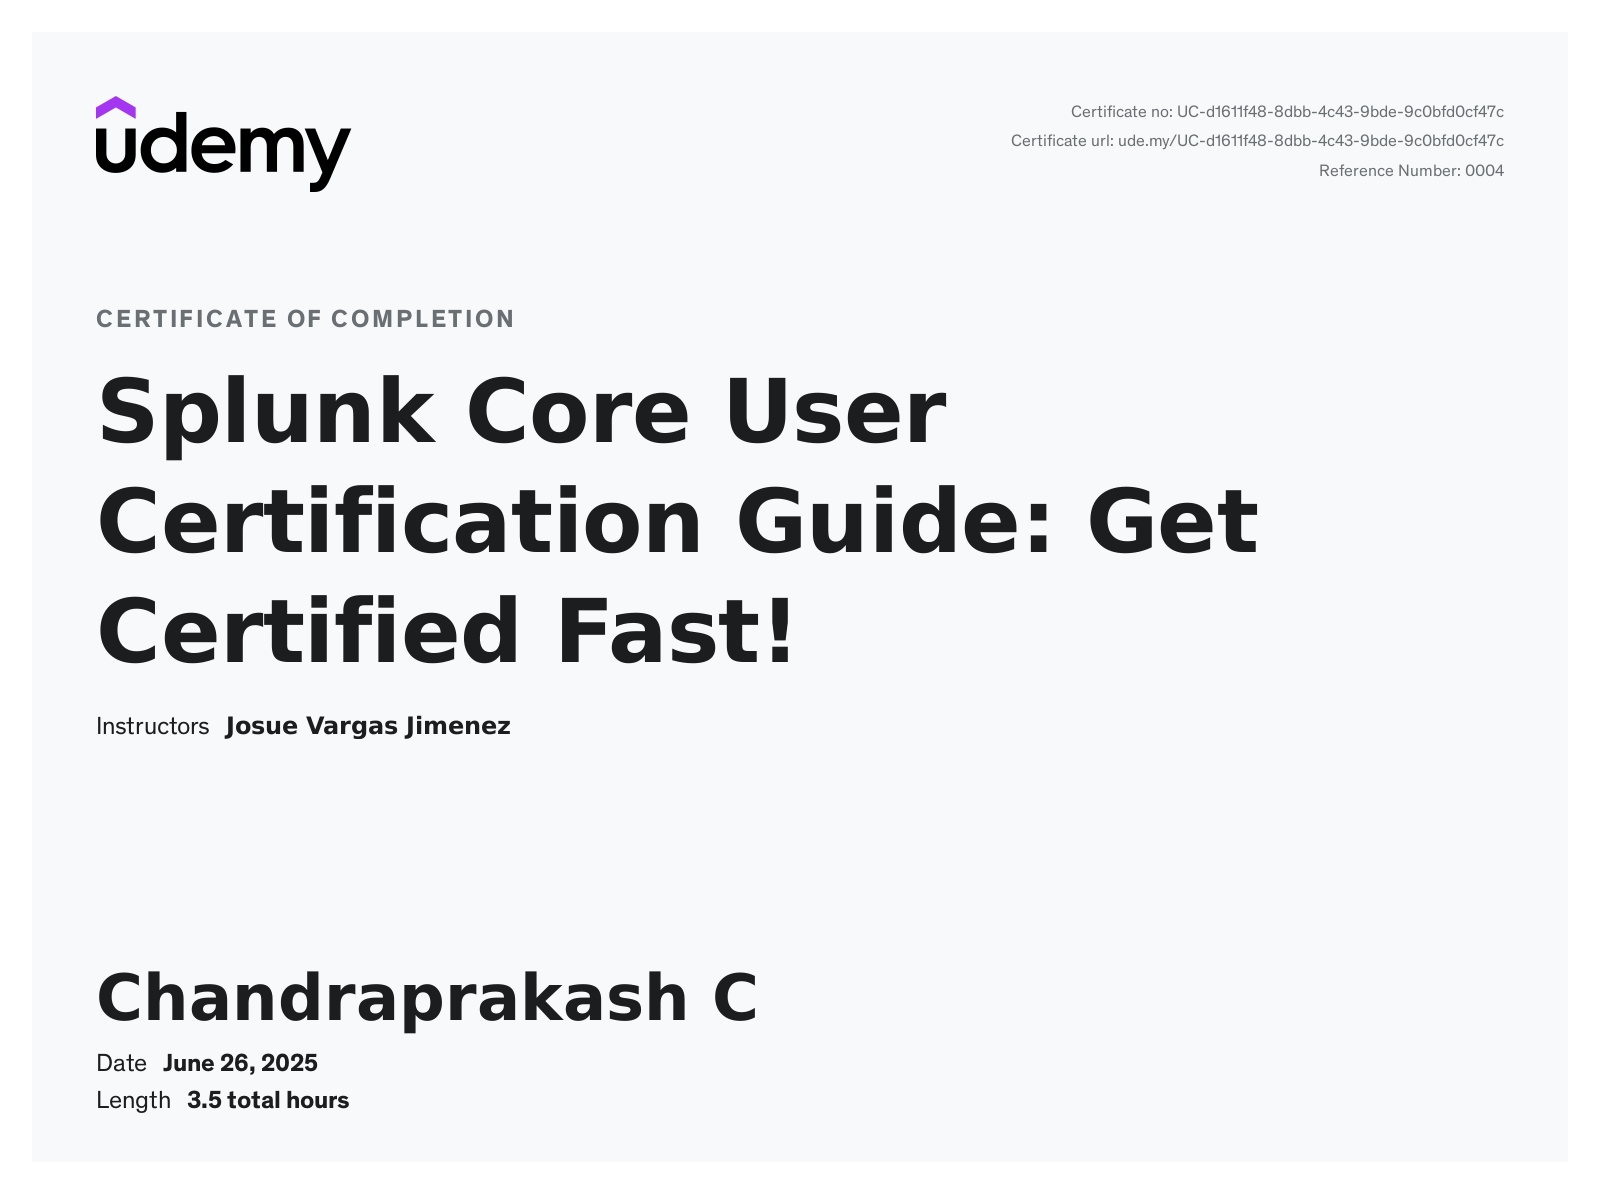 udemy
Certificate no: UC-d1611f48-8dbb-4c43-9bde-9c0bfd0cf47c
Certificate url: ude.my/UC-d1611f48-8dbb-4c43-9bde-9c0bfd0cf47c
Reference Number: 0004
CERTIFICATE OF COMPLETION
Splunk Core User
Certification Guide: Get
Certified Fast!
Instructors Josue Vargas Jimenez
Chandraprakash C
Date June 26, 2025
Length 3.5 total hours